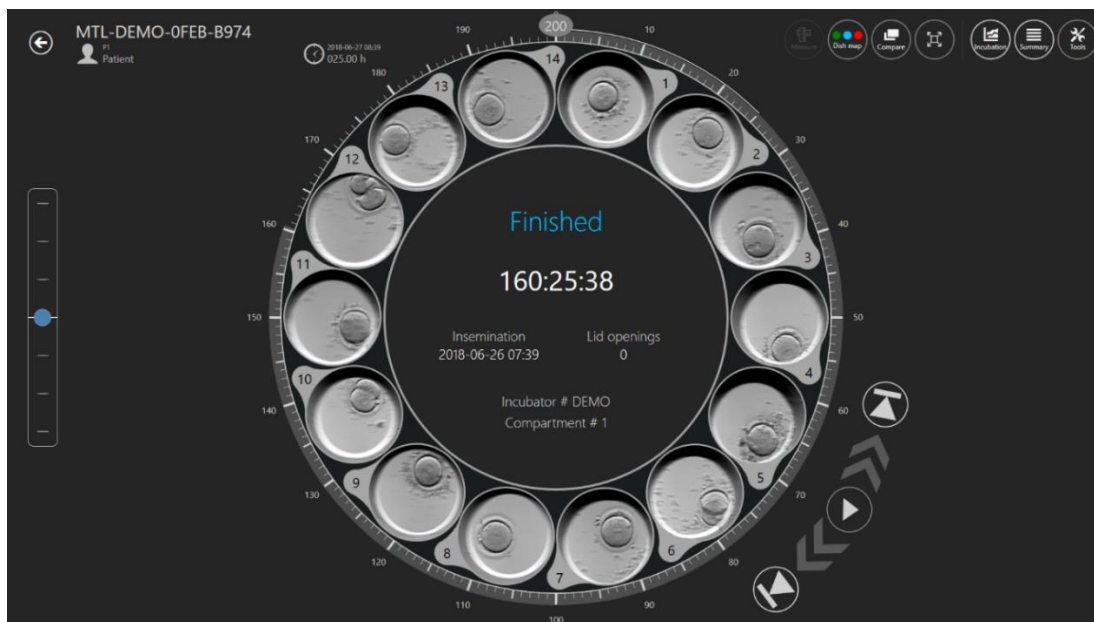 MTL-DEMO-0FEB-B974
P1
Patient
2018-06-27 08:39
025.00 h
Measure
Dish map
Compare
Incubation
Summary
Tools
200
10
20
30
40
50
60
70
80
90
100
110
120
130
140
150
160
170
180
190
1
2
3
4
5
6
7
8
9
10
11
12
13
14
Finished
160:25:38
Insemination
2018-06-26 07:39
Lid openings
0
Incubator # DEMO
Compartment # 1